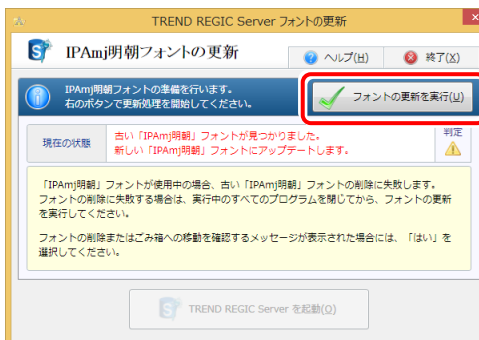 TREND REGIC Server フォントの更新
IPAmj明朝フォントの更新
ヘルプ(H)
終了(X)
IPAmj明朝フォントの準備を行います。
右のボタンで更新処理を開始してください。
フォントの更新を実行(U)
現在の状態
古い「IPAmj明朝」フォントが見つかりました。
新しい「IPAmj明朝」フォントにアップデートします。
判定
「IPAmj明朝」フォントが使用中の場合、古い「IPAmj明朝」フォントの削除に失敗します。
フォントの削除に失敗する場合は、実行中のすべてのプログラムを閉じてから、フォントの更新
を実行してください。
フォントの削除またはごみ箱への移動を確認するメッセージが表示された場合には、「はい」を
選択してください。
TREND REGIC Server を起動(O)